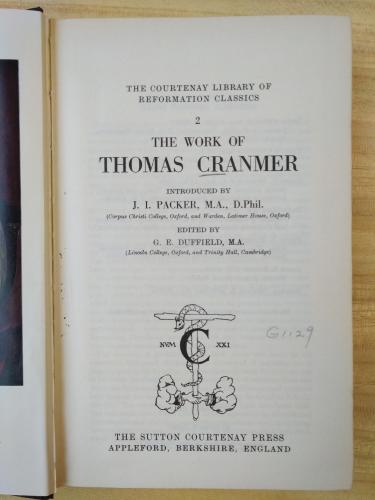 THE COURTENAY LIBRARY OF
REFORMATION CLASSICS
2
THE WORK OF
THOMAS CRANMER
INTRODUCED BY
J. I. PACKER, M.A., D.Phil.
(Corpus Christi College, Oxford, and Warden, Latimer House, Oxford)
EDITED BY
G. E. DUFFIELD, M.A.
(Lincoln College, Oxford, and Trinity Hall, Cambridge)
NVM C XXI
G1129
THE SUTTON COURTENAY PRESS
APPLEFORD, BERKSHIRE, ENGLAND